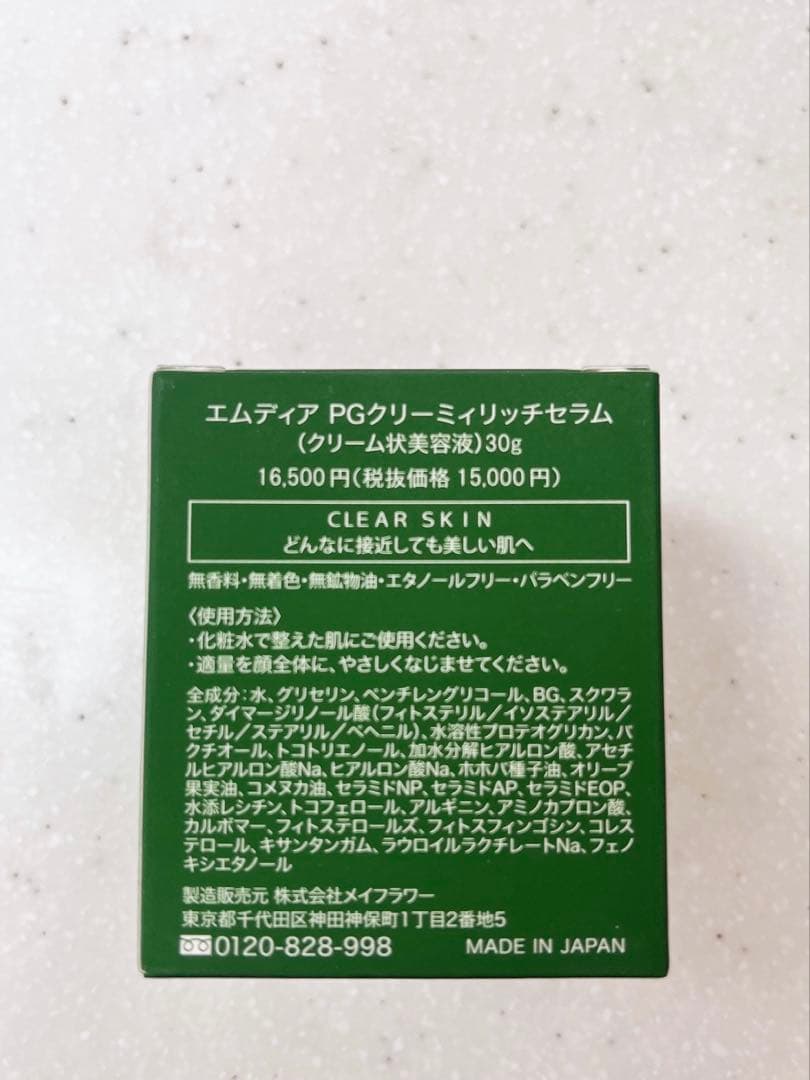 エムディア PGクリーミィリッチセラム
（クリーム状美容液）30g
16,500円（税抜価格 15,000円）
CLEAR SKIN
どんなに接近しても美しい肌へ
無香料・無着色・無鉱物油・エタノールフリー・パラベンフリー
〈使用方法〉
・化粧水で整えた肌にご使用ください。
・適量を顔全体に、やさしくなじませてください。
全成分：水、グリセリン、ペンチレングリコール、BG、スクワラ
ン、ダイマージリノール酸（フィトステリル／イソステアリル／
セチル／ステアリル／ベヘニル）、水溶性プロテオグリカン、バ
クチオール、トコトリエノール、加水分解ヒアルロン酸、アセチ
ルヒアルロン酸Na、ヒアルロン酸Na、ホホバ種子油、オリーブ
果実油、コメヌカ油、セラミドNP、セラミドAP、セラミドEOP、
水添レシチン、トコフェロール、アルギニン、アミノカプロン酸、
カルボマー、フィトステロールズ、フィトスフィンゴシン、コレス
テロール、キサンタンガム、ラウロイルラクチレートNa、フェノ
キシエタノール
製造販売元 株式会社メイフラワー
東京都千代田区神田神保町1丁目2番地5
0120-828-998 MADE IN JAPAN